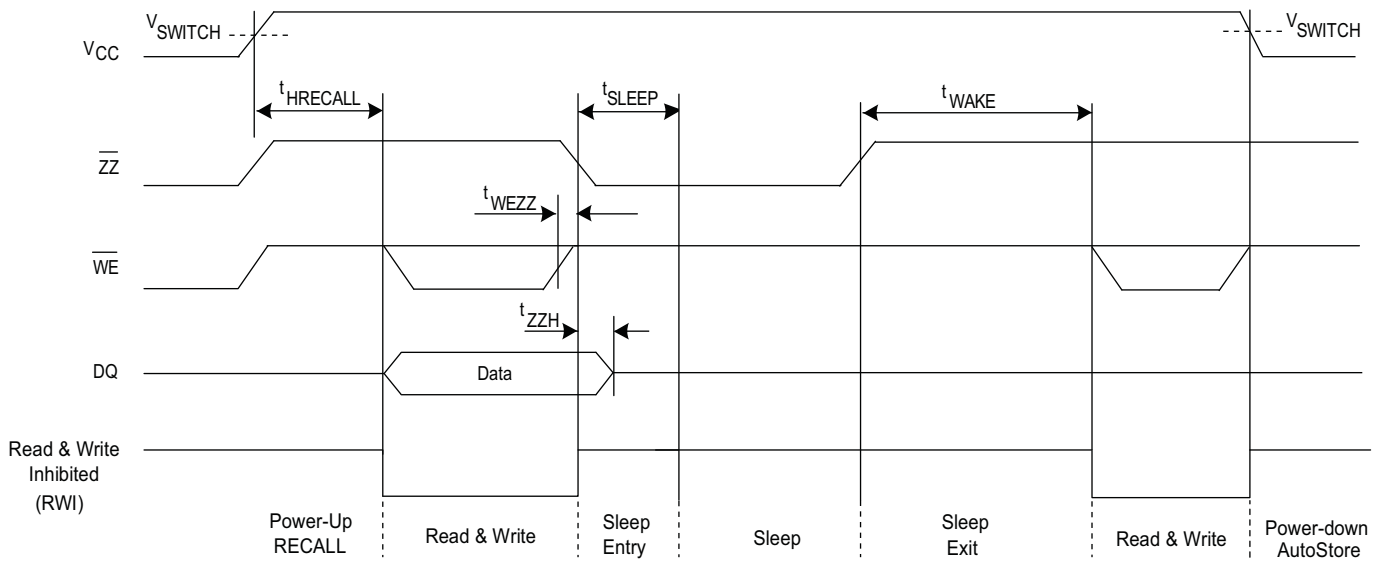 VSWITCH
VCC
VSWITCH
tHRECALL
tSLEEP
tWAKE
ZZ
tWEZZ
WE
tZZH
DQ
Data
Read & Write
Inhibited
(RWI)
Power-Up
RECALL
Read & Write
Sleep
Entry
Sleep
Sleep
Exit
Read & Write
Power-down
AutoStore